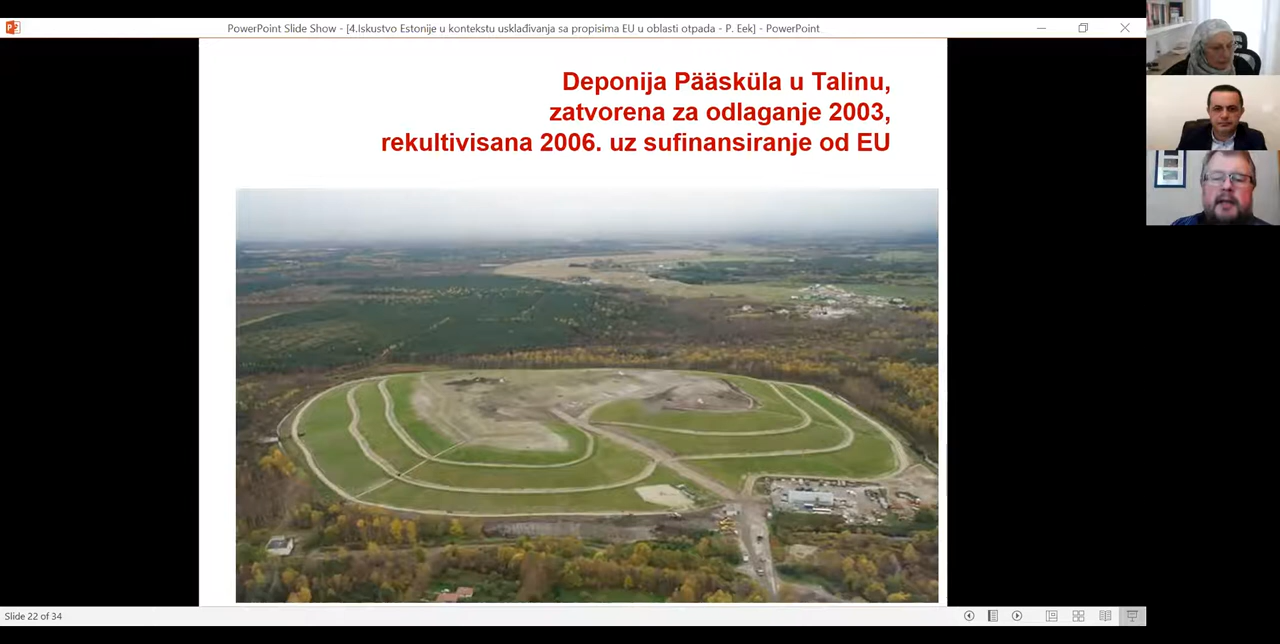 PowerPoint Slide Show - [4.Iskustvo Estonije u kontekstu usklađivanja sa propisima EU u oblasti otpada - P. Eek] - PowerPoint
Deponija Pääsküla u Talinu,
zatvorena za odlaganje 2003,
rekultivisana 2006. uz sufinansiranje od EU
Slide 22 of 34